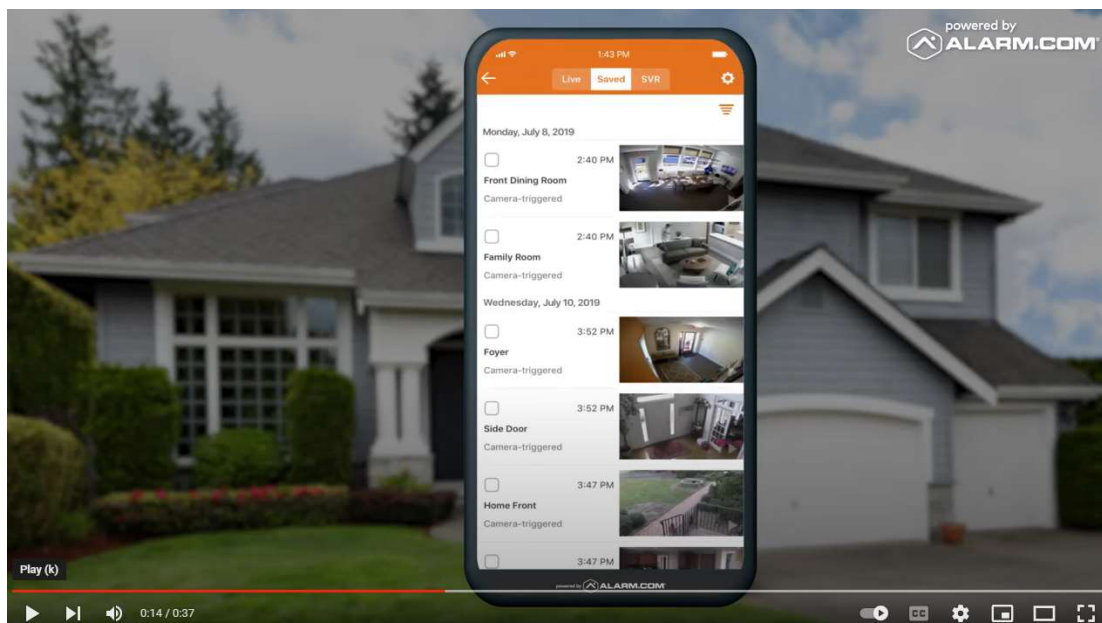 powered by
ALARM.COM
1:43 PM
Live Saved SVR
Monday, July 8, 2019
2:40 PM
Front Dining Room
Camera-triggered
2:40 PM
Family Room
Camera-triggered
Wednesday, July 10, 2019
3:52 PM
Foyer
Camera-triggered
3:52 PM
Side Door
Camera-triggered
3:47 PM
Home Front
Camera-triggered
3:47 PM
powered by ALARM.COM
Play (k)
0:14 / 0:37
CC